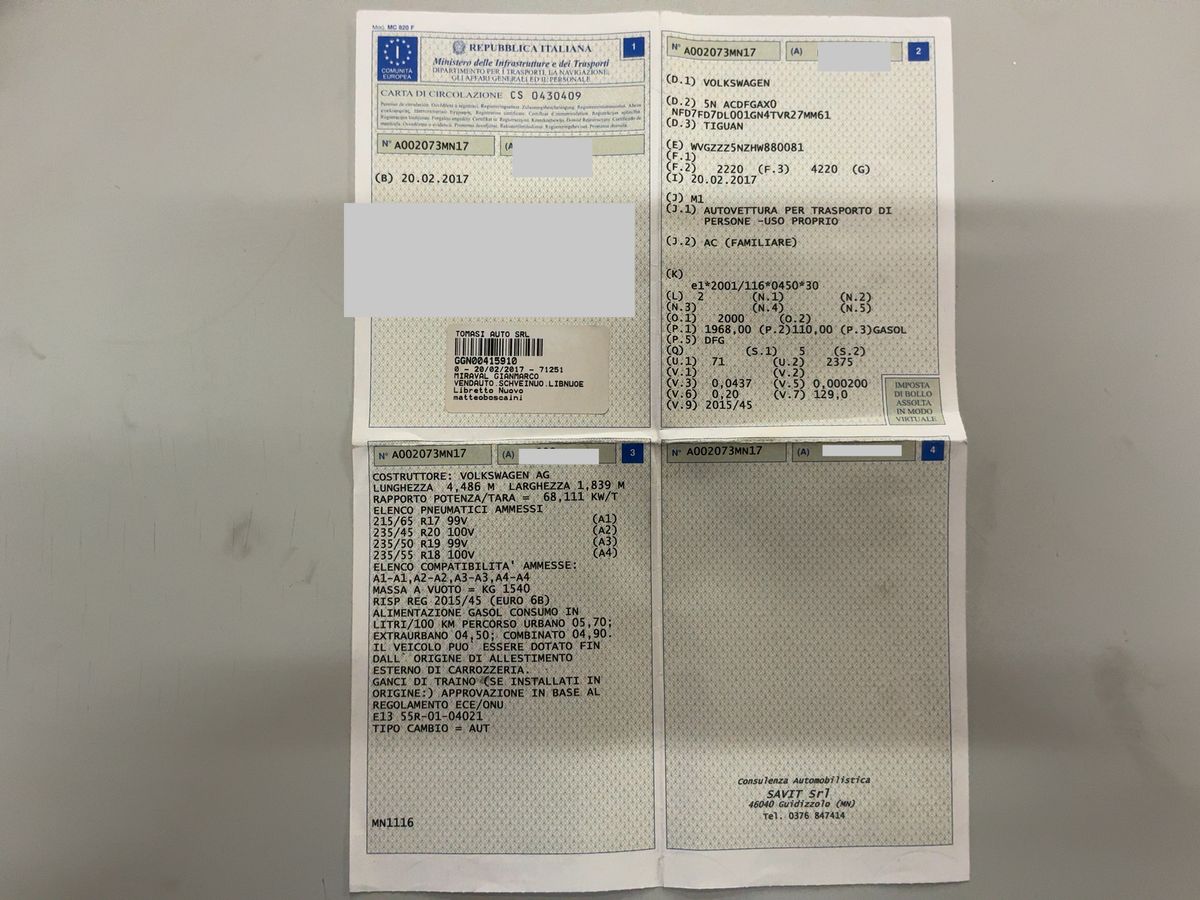 Mod. MC 820 F
COMUNITÀ
EUROPEA
REPUBBLICA ITALIANA
1
Ministero delle Infrastrutture e dei Trasporti
DIPARTIMENTO PER I TRASPORTI, LA NAVIGAZIONE,
GLI AFFARI GENERALI ED IL PERSONALE
CARTA DI CIRCOLAZIONE CS 0430409
N° A002073MN17 (A
(B) 20.02.2017
TOMASI AUTO SRL
GGN00415910
0 - 20/02/2017 - 71251
MIRAVAL GIANMARCO
VENDAUTO.SCHVEINUO.LIBNUOE
Libretto Nuovo
matteoboscaini
N° A002073MN17 (A) 2
(D.1) VOLKSWAGEN
(D.2) 5N ACDFGAX0
NFD7FD7DL001GN4TVR27MM61
(D.3) TIGUAN
(E) WVGZZZ5NZHW880081
(F.1)
(F.2) 2220 (F.3) 4220 (G)
(I) 20.02.2017
(J) M1
(J.1) AUTOVETTURA PER TRASPORTO DI
PERSONE -USO PROPRIO
(J.2) AC (FAMILIARE)
(K)
e1*2001/116*0450*30
(L) 2 (N.1) (N.2)
(N.3) (N.4) (N.5)
(O.1) 2000 (O.2)
(P.1) 1968,00 (P.2)110,00 (P.3)GASOL
(P.5) DFG
(Q) (S.1) 5 (S.2)
(U.1) 71 (U.2) 2375
(V.1) (V.2)
(V.3) 0,0437 (V.5) 0,000200
(V.6) 0,20 (V.7) 129,0
(V.9) 2015/45
IMPOSTA
DI BOLLO
ASSOLTA
IN MODO
VIRTUALE
N° A002073MN17 (A) 3
COSTRUTTORE: VOLKSWAGEN AG
LUNGHEZZA 4,486 M LARGHEZZA 1,839 M
RAPPORTO POTENZA/TARA = 68,111 KW/T
ELENCO PNEUMATICI AMMESSI
215/65 R17 99V (A1)
235/45 R20 100V (A2)
235/50 R19 99V (A3)
235/55 R18 100V (A4)
ELENCO COMPATIBILITA' AMMESSE:
A1-A1,A2-A2,A3-A3,A4-A4
MASSA A VUOTO = KG 1540
RISP REG 2015/45 (EURO 6B)
ALIMENTAZIONE GASOL CONSUMO IN
LITRI/100 KM PERCORSO URBANO 05,70;
EXTRAURBANO 04,50; COMBINATO 04,90.
IL VEICOLO PUO` ESSERE DOTATO FIN
DALL` ORIGINE DI ALLESTIMENTO
ESTERNO DI CARROZZERIA.
GANCI DI TRAINO (SE INSTALLATI IN
ORIGINE:) APPROVAZIONE IN BASE AL
REGOLAMENTO ECE/ONU
E13 55R-01-04021
TIPO CAMBIO = AUT
MN1116
N° A002073MN17 (A) 4
Consulenza Automobilistica
SAVIT Srl
46040 Guidizzolo (MN)
Tel. 0376 847414